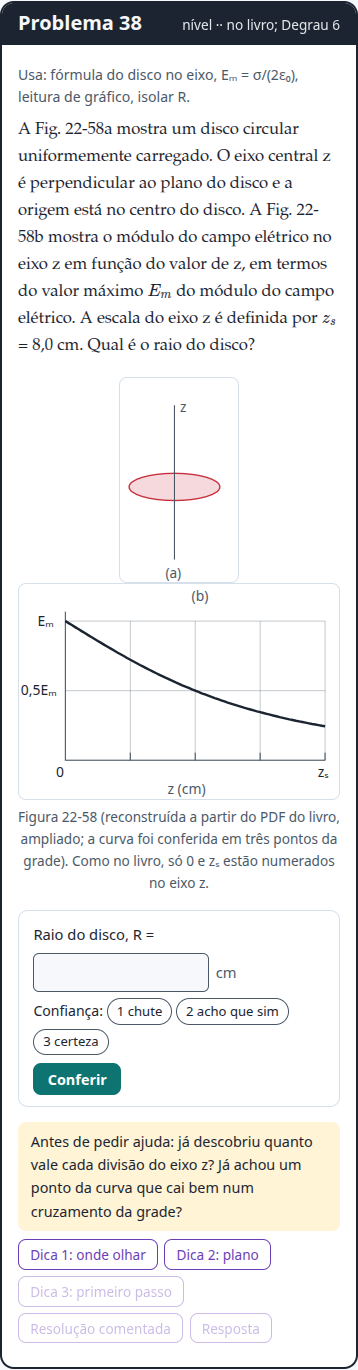 Problema 38
nível ·· no livro; Degrau 6
Usa: fórmula do disco no eixo, Eₘ = σ/(2ε₀),
leitura de gráfico, isolar R.
A Fig. 22-58a mostra um disco circular
uniformemente carregado. O eixo central z
é perpendicular ao plano do disco e a
origem está no centro do disco. A Fig. 22-
58b mostra o módulo do campo elétrico no
eixo z em função do valor de z, em termos
do valor máximo Eₘ do módulo do campo
elétrico. A escala do eixo z é definida por zₛ
= 8,0 cm. Qual é o raio do disco?
z
(a)
(b)
Eₘ
0,5Eₘ
0
zₛ
z (cm)
Figura 22-58 (reconstruída a partir do PDF do livro,
ampliado; a curva foi conferida em três pontos da
grade). Como no livro, só 0 e zₛ estão numerados
no eixo z.
Raio do disco, R =
cm
Confiança: 1 chute 2 acho que sim
3 certeza
Conferir
Antes de pedir ajuda: já descobriu quanto
vale cada divisão do eixo z? Já achou um
ponto da curva que cai bem num
cruzamento da grade?
Dica 1: onde olhar Dica 2: plano
Dica 3: primeiro passo
Resolução comentada Resposta